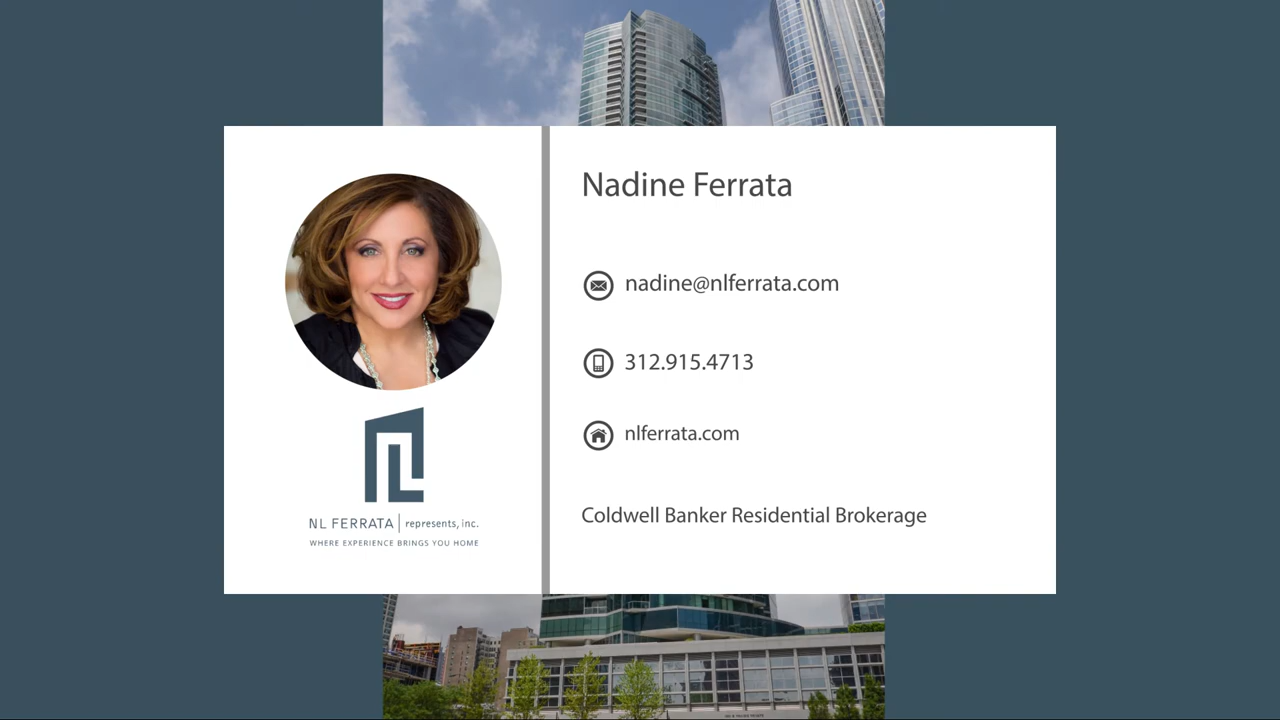 Nadine Ferrata
nadine@nlferrata.com
312.915.4713
nlferrata.com
Coldwell Banker Residential Brokerage
NL FERRATA | represents, inc.
WHERE EXPERIENCE BRINGS YOU HOME